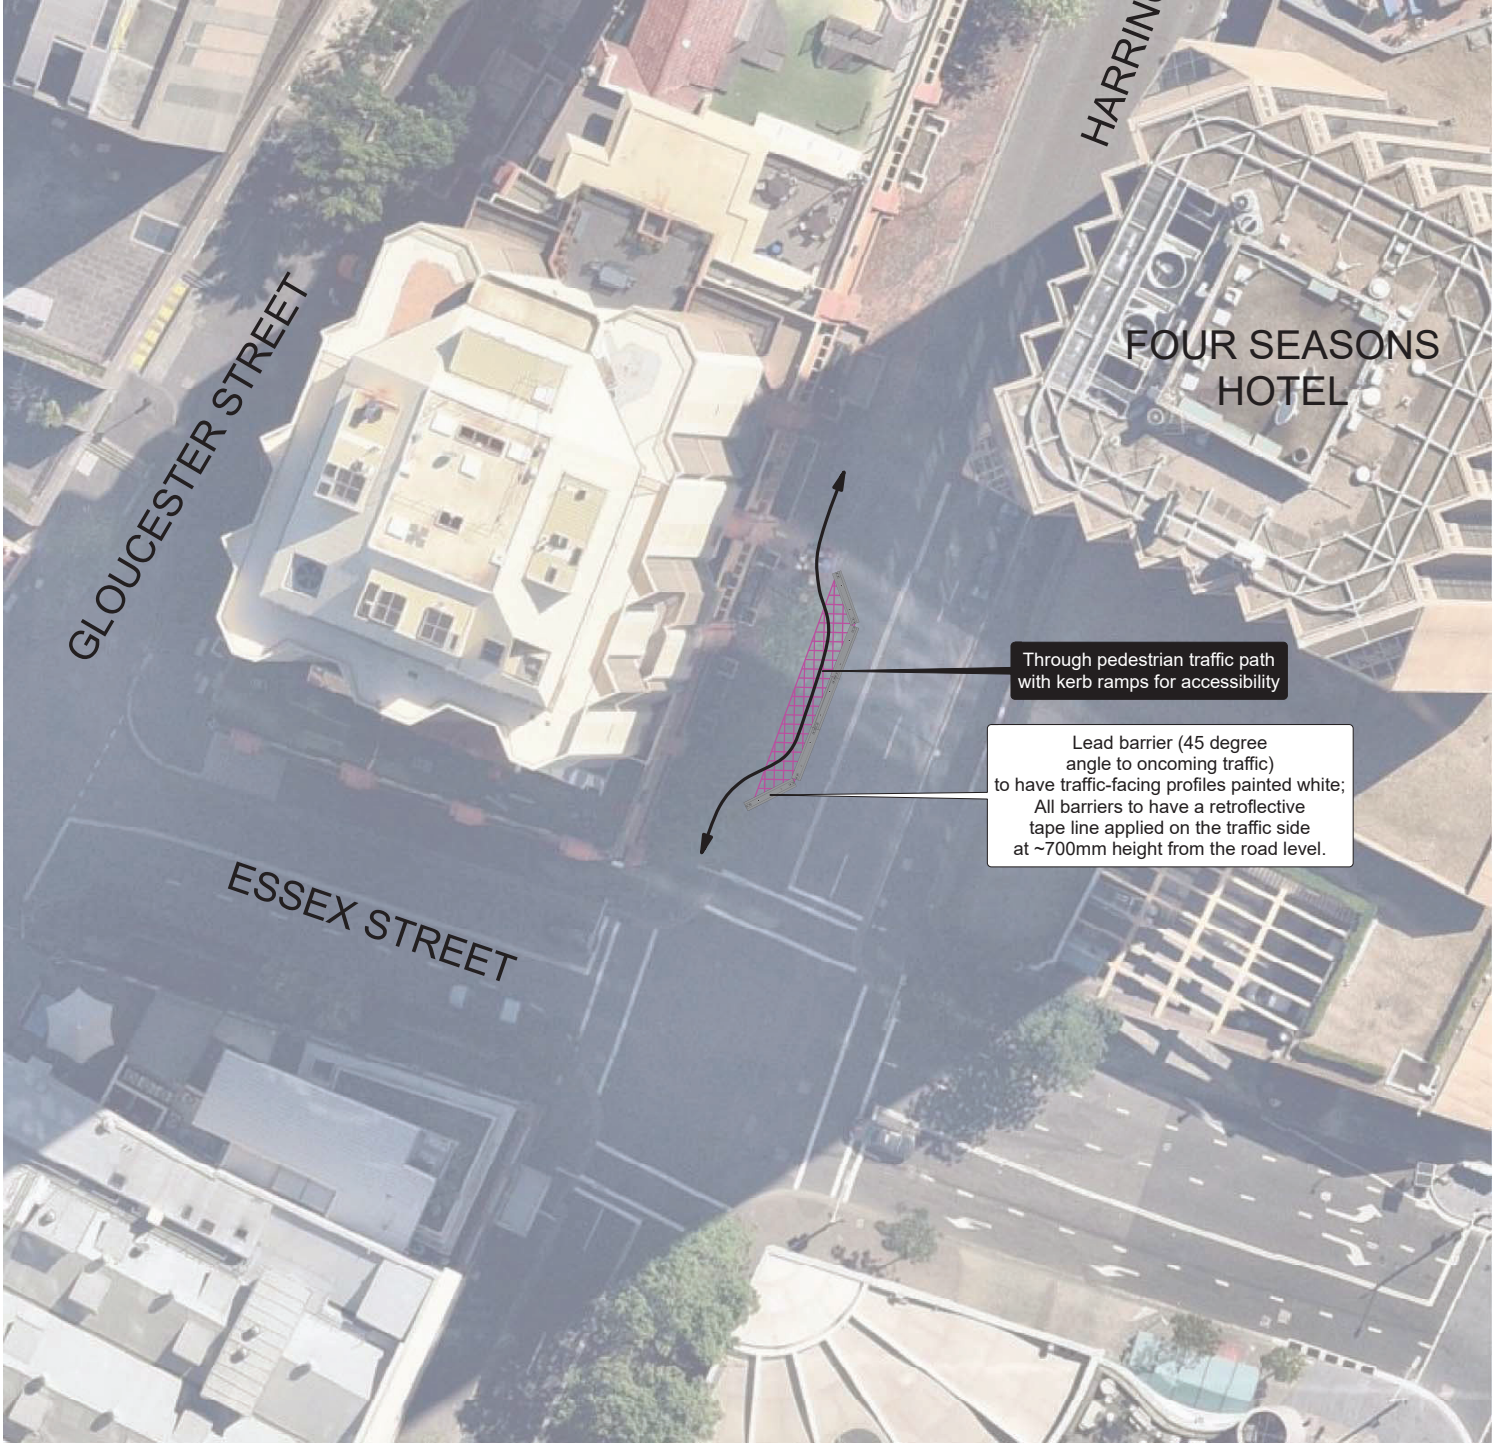 HARRING
FOUR SEASONS
HOTEL
GLOUCESTER STREET
Through pedestrian traffic path
with kerb ramps for accessibility
Lead barrier (45 degree
angle to oncoming traffic)
to have traffic-facing profiles painted white;
All barriers to have a retroflective
tape line applied on the traffic side
at ~700mm height from the road level.
ESSEX STREET